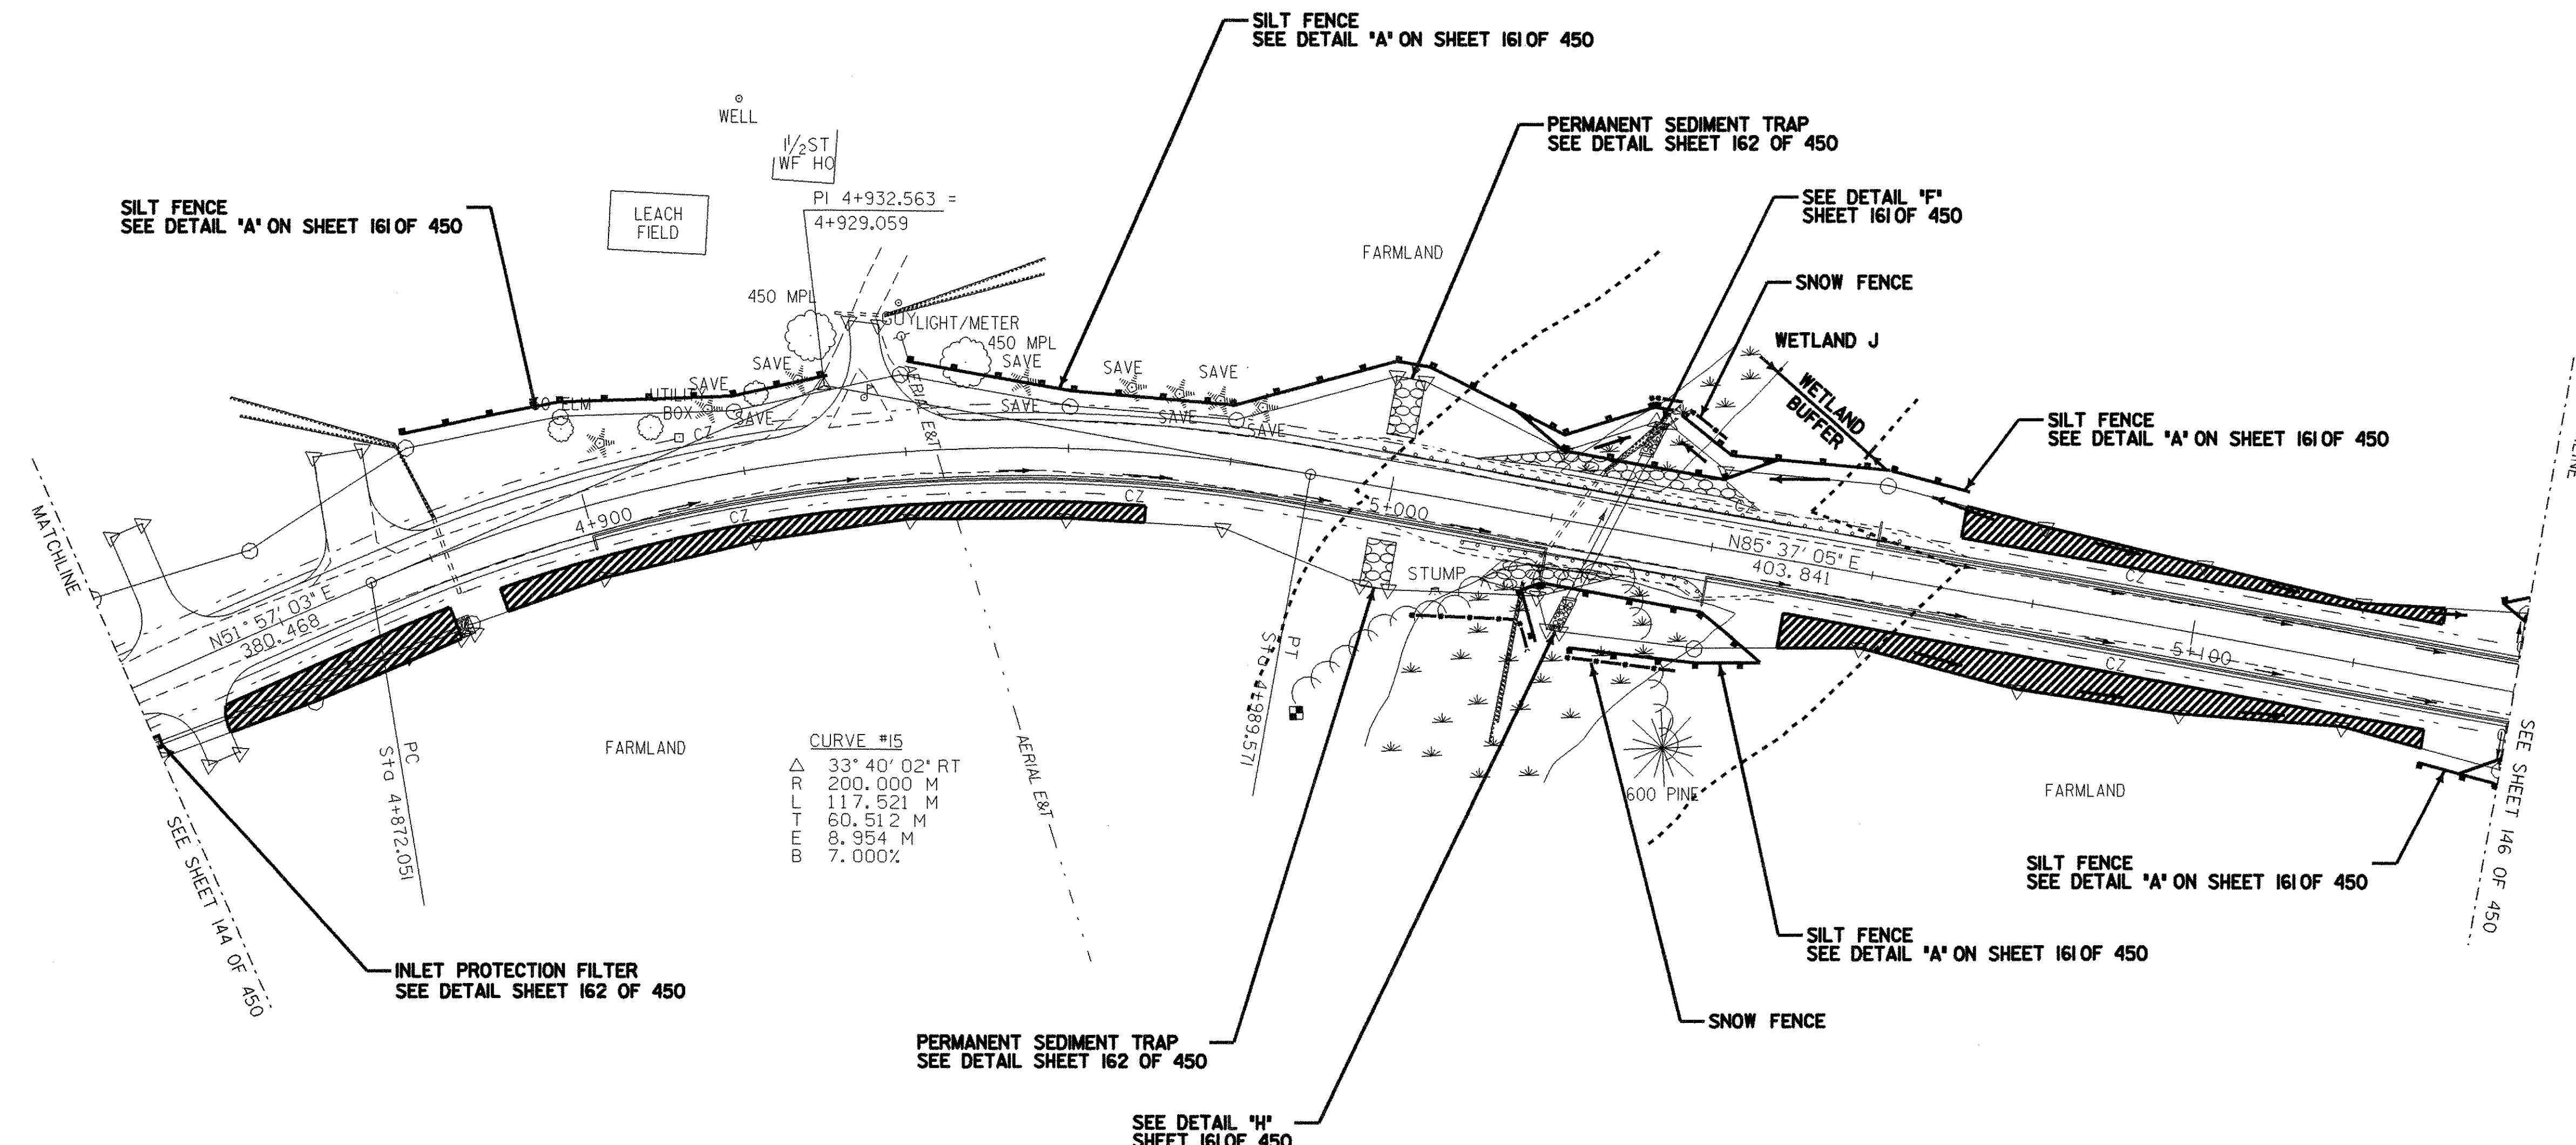 SILT FENCE
SEE DETAIL "A" ON SHEET 161 OF 450
WELL
1 1/2 ST
WF HO
PERMANENT SEDIMENT TRAP
SEE DETAIL SHEET 162 OF 450
SILT FENCE
SEE DETAIL "A" ON SHEET 161 OF 450
LEACH
FIELD
PI 4+932.563 =
4+929.059
SEE DETAIL "F"
SHEET 161 OF 450
FARMLAND
SNOW FENCE
450 MPL
GUY
LIGHT/METER
450 MPL
WETLAND J
WETLAND
BUFFER
SAVE
SAVE
SAVE
SAVE
SAVE
SAVE
SAVE
SAVE
SAVE
UTILITY
BOX
CZ
AERIAL E&T
SILT FENCE
SEE DETAIL "A" ON SHEET 161 OF 450
MATCHLINE
4+900
CZ
CZ
5+000
CZ
N85° 37' 05" E
403.841
CZ
STUMP
N51° 57' 03" E
380.468
5+100
CZ
PT
Sta 4+989.571
PC
Sta 4+872.051
FARMLAND
AERIAL E&T
CURVE #15
△ 33° 40' 02" RT
R 200.000 M
L 117.521 M
T 60.512 M
E 8.954 M
B 7.000%
600 PINE
FARMLAND
SEE SHEET 144 OF 450
SEE SHEET 146 OF 450
SILT FENCE
SEE DETAIL "A" ON SHEET 161 OF 450
SILT FENCE
SEE DETAIL "A" ON SHEET 161 OF 450
INLET PROTECTION FILTER
SEE DETAIL SHEET 162 OF 450
SNOW FENCE
PERMANENT SEDIMENT TRAP
SEE DETAIL SHEET 162 OF 450
SEE DETAIL "H"
SHEET 161 OF 450